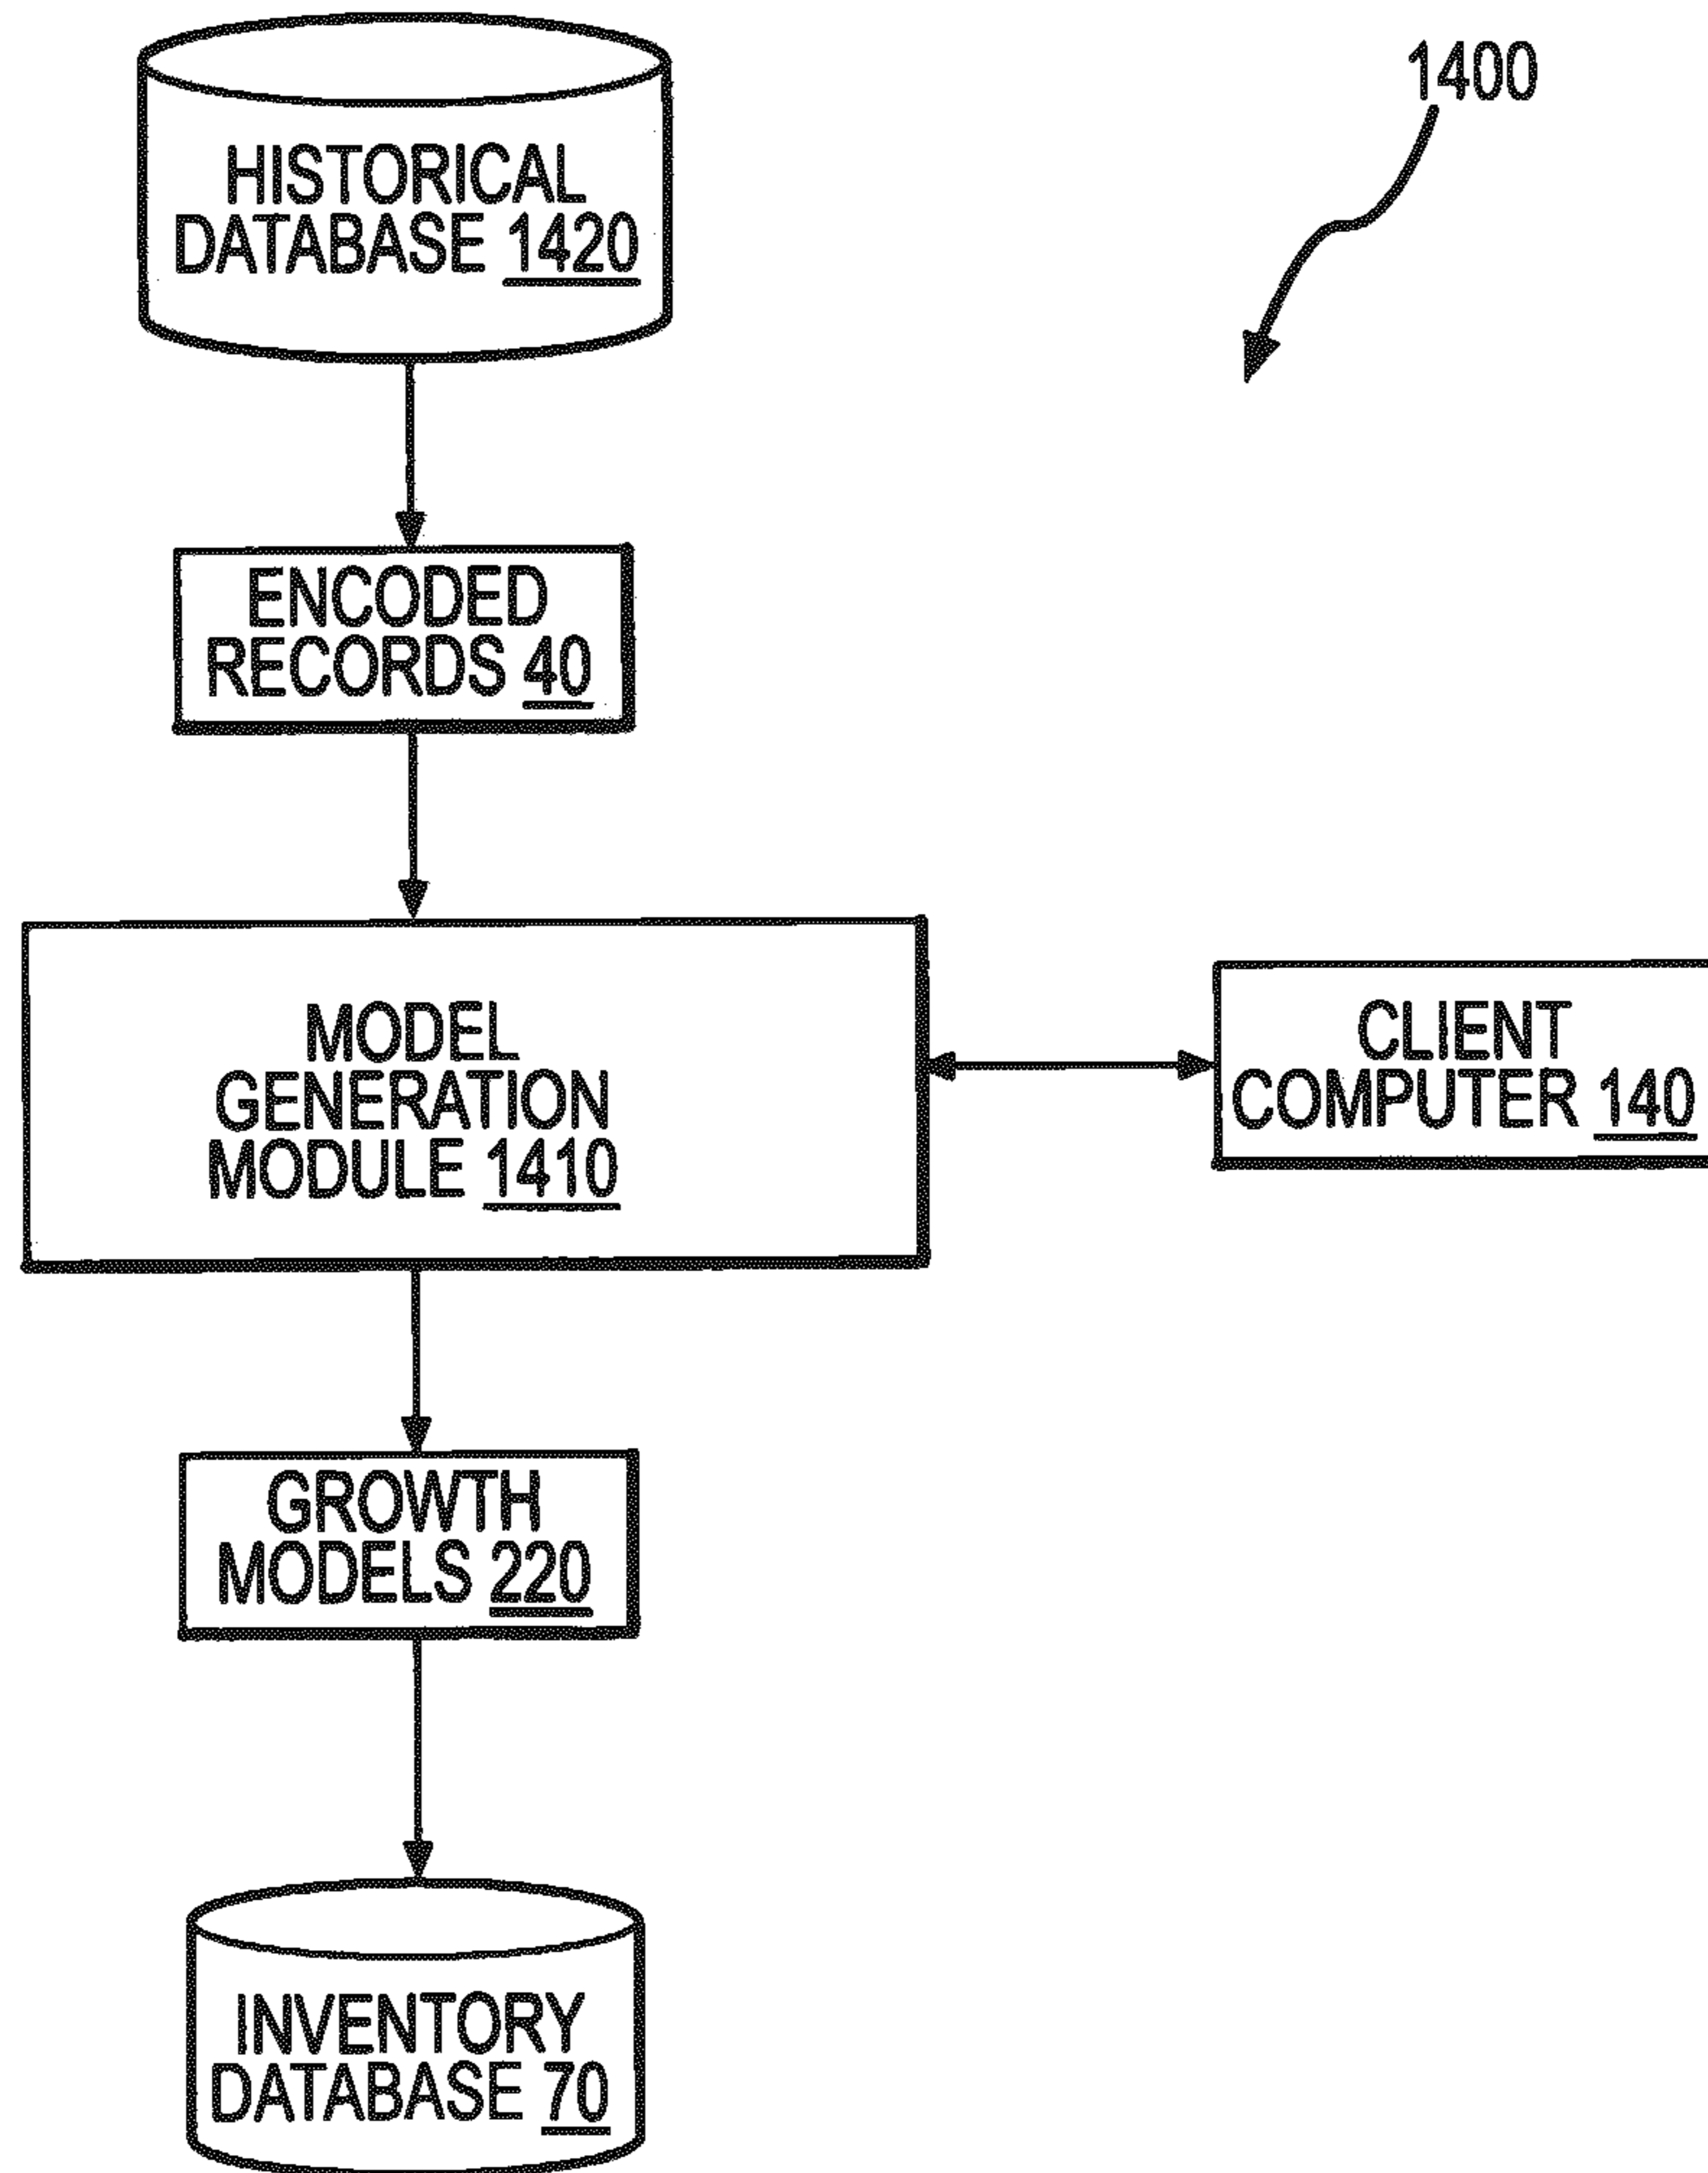 1400
HISTORICAL
DATABASE 1420
ENCODED
RECORDS 40
MODEL
GENERATION
MODULE 1410
CLIENT
COMPUTER 140
GROWTH
MODELS 220
INVENTORY
DATABASE 70